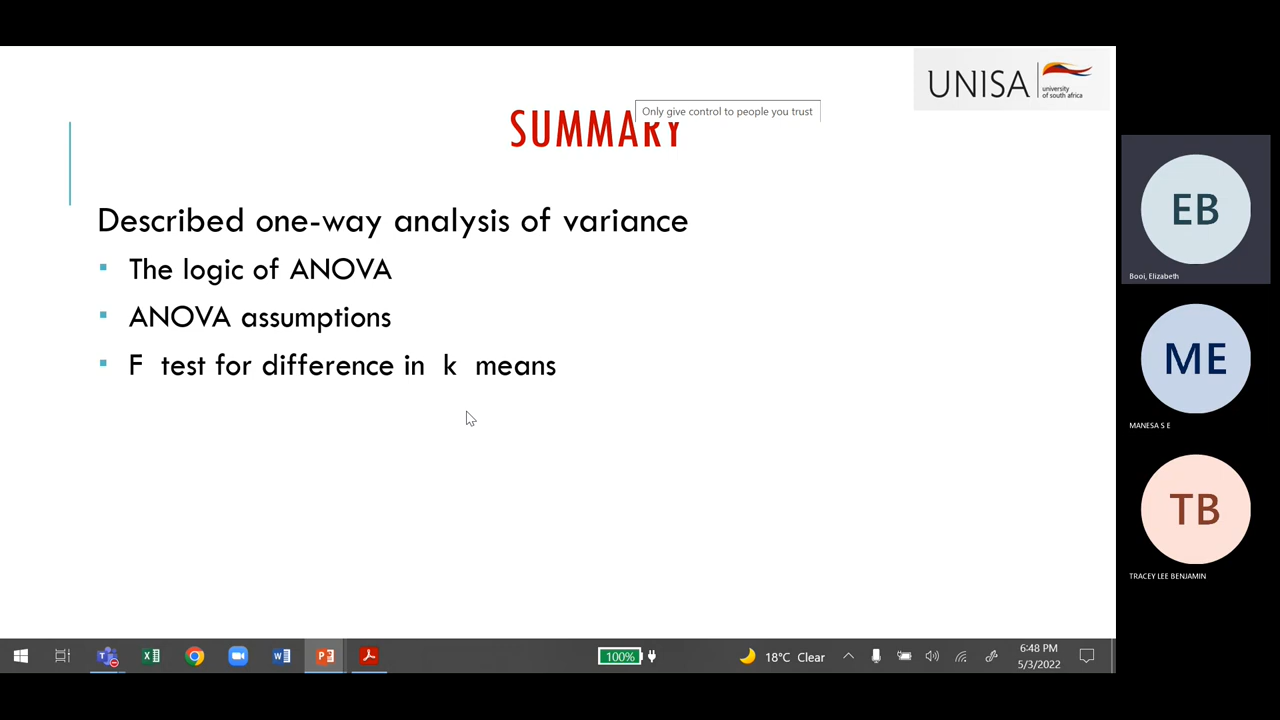 UNISA
university
of south africa
Only give control to people you trust
SUMMARY
Described one-way analysis of variance
▪ The logic of ANOVA
▪ ANOVA assumptions
▪ F test for difference in k means
EB
Booi, Elizabeth
ME
MANESA S E
TB
TRACEY LEE BENJAMIN
100%
18°C Clear
6:48 PM
5/3/2022